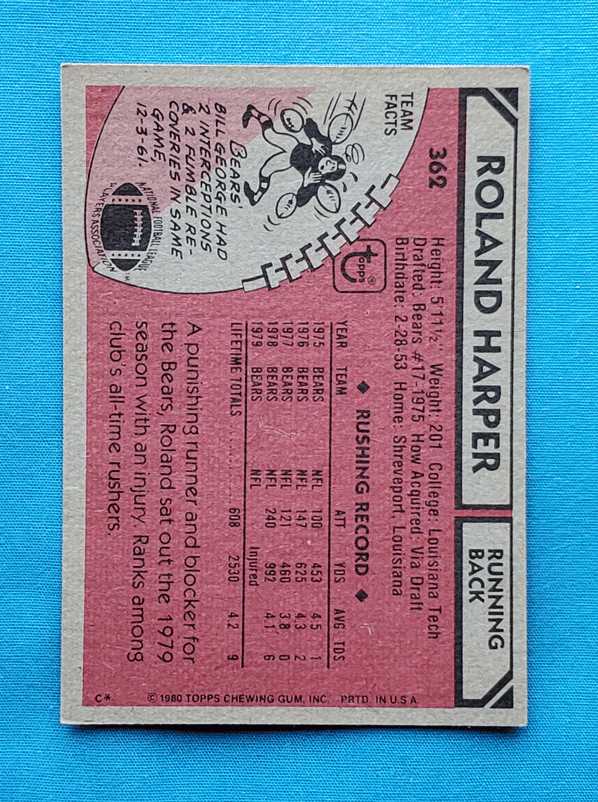 ROLAND HARPER
RUNNING
BACK
362
Height: 5'11½" Weight: 201 College: Louisiana Tech
Drafted: Bears #17-1975 How Acquired: Via Draft
Birthdate: 2-28-53 Home: Shreveport, Louisiana
TEAM
FACTS
BEARS'
BILL GEORGE HAD
2 INTERCEPTIONS
& 2 FUMBLE RE-
COVERIES IN SAME
GAME,
12-3-61.
NATIONAL FOOTBALL LEAGUE
PLAYERS ASSOCIATION
TOPPS®
◆ RUSHING RECORD ◆
YEAR TEAM ATT YDS AVG TDS
1975 BEARS NFL 100 453 4.5 1
1976 BEARS NFL 147 625 4.3 2
1977 BEARS NFL 121 460 3.8 0
1978 BEARS NFL 240 992 4.1 6
1979 BEARS Injured
LIFETIME TOTALS . . . . . . . . . 608 2530 4.2 9
A punishing runner and blocker for
the Bears, Roland sat out the 1979
season with an injury. Ranks among
club's all-time rushers.
C* © 1980 TOPPS CHEWING GUM, INC. PRTD. IN U.S.A.